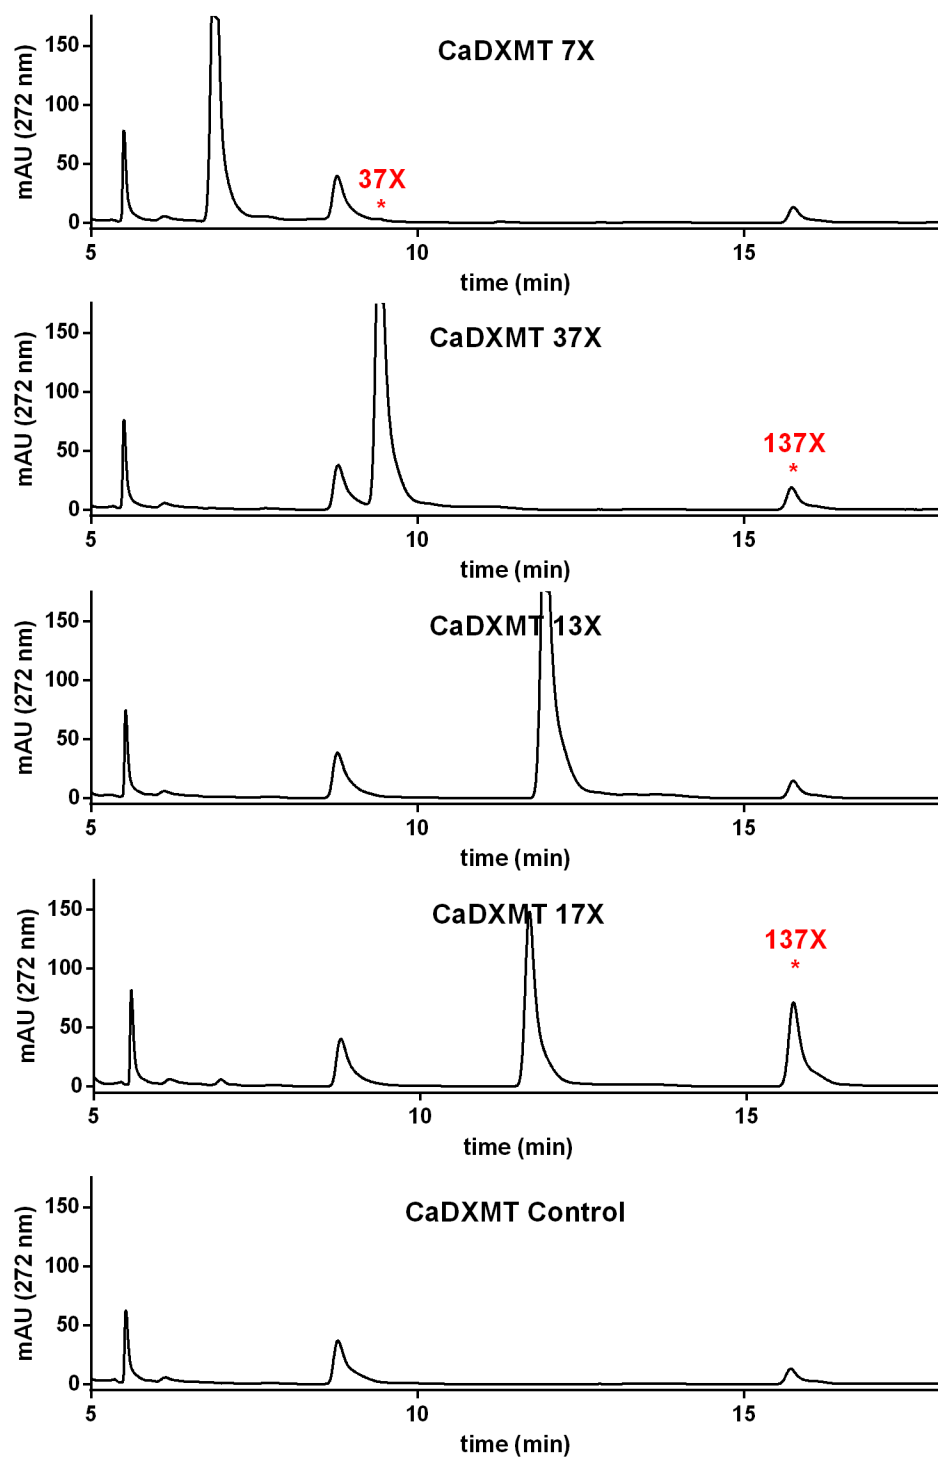 CaDXMT 7X
mAU (272 nm)
150
100
50
0
37X
*
5
10
15
time (min)
CaDXMT 37X
mAU (272 nm)
150
100
50
0
137X
*
5
10
15
time (min)
CaDXMT 13X
mAU (272 nm)
150
100
50
0
5
10
15
time (min)
CaDXMT 17X
mAU (272 nm)
150
100
50
0
137X
*
5
10
15
time (min)
CaDXMT Control
mAU (272 nm)
150
100
50
0
5
10
15
time (min)